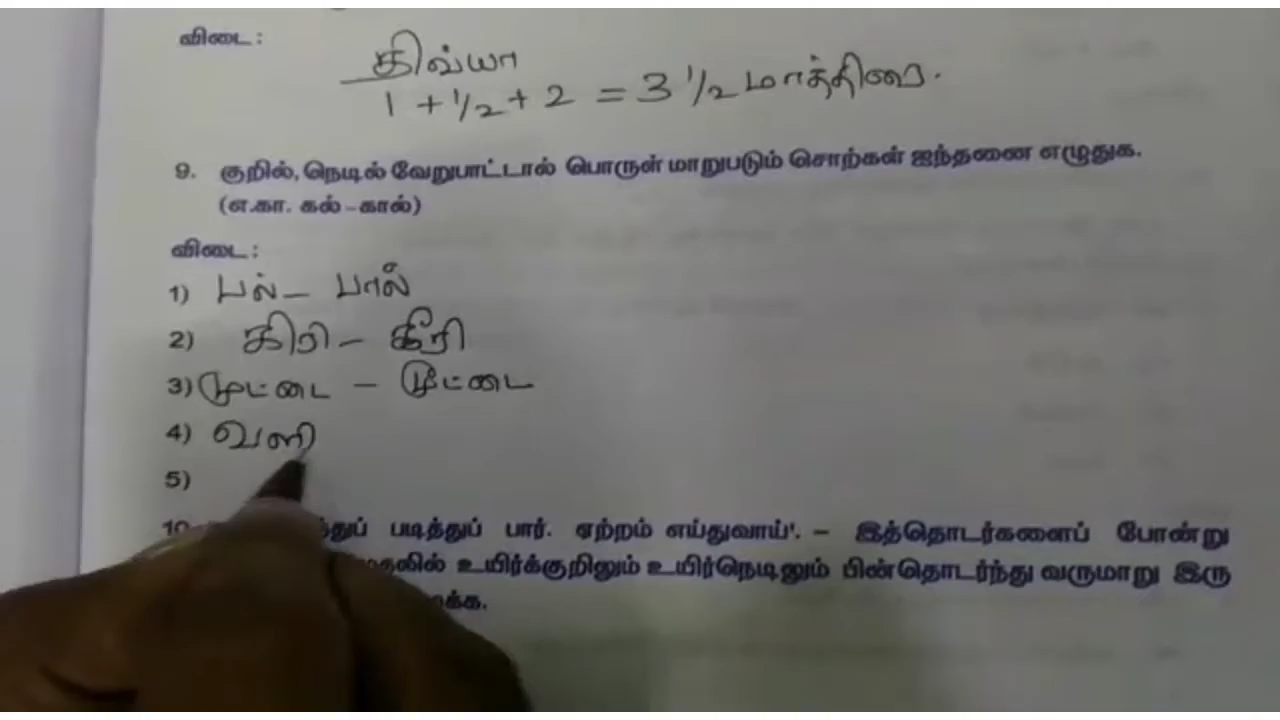 விடை :
திவ்யா
1 + 1/2 + 2 = 3 1/2 மாத்திரை.
9. குறில், நெடில் வேறுபாட்டால் பொருள் மாறுபடும் சொற்கள் ஐந்தனை எழுதுக.
(எ.கா. கல் - கால்)
விடை :
1) பல் - பால்
2) கிரி - கீரி
3) முட்டை - மூட்டை
4) வளி
5)
10. படித்துப் பார். ஏற்றம் எய்துவாய்'. - இத்தொடர்களைப் போன்று
உயிர்க்குறிலும் உயிர்நெடிலும் பின்தொடர்ந்து வருமாறு இரு